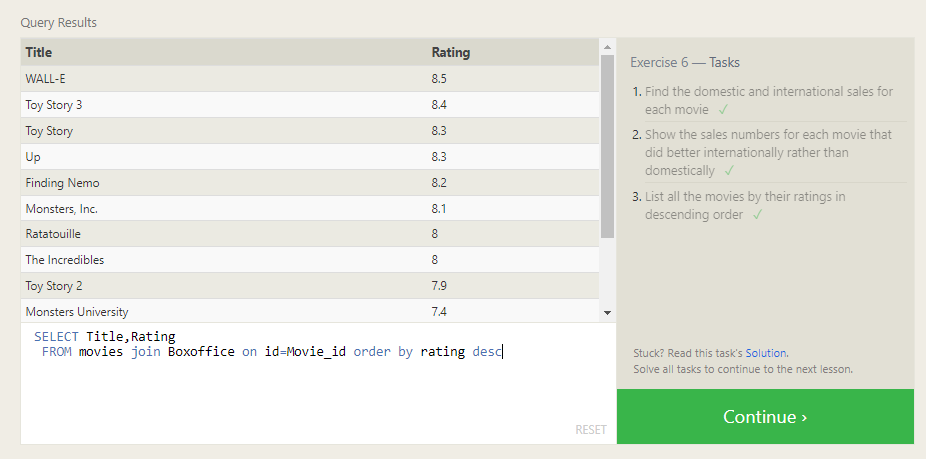 Query Results
Title Rating
WALL-E 8.5
Toy Story 3 8.4
Toy Story 8.3
Up 8.3
Finding Nemo 8.2
Monsters, Inc. 8.1
Ratatouille 8
The Incredibles 8
Toy Story 2 7.9
Monsters University 7.4
SELECT Title,Rating
FROM movies join Boxoffice on id=Movie_id order by rating desc
RESET
Exercise 6 — Tasks
1. Find the domestic and international sales for
each movie ✓
2. Show the sales numbers for each movie that
did better internationally rather than
domestically ✓
3. List all the movies by their ratings in
descending order ✓
Stuck? Read this task's Solution.
Solve all tasks to continue to the next lesson.
Continue ›